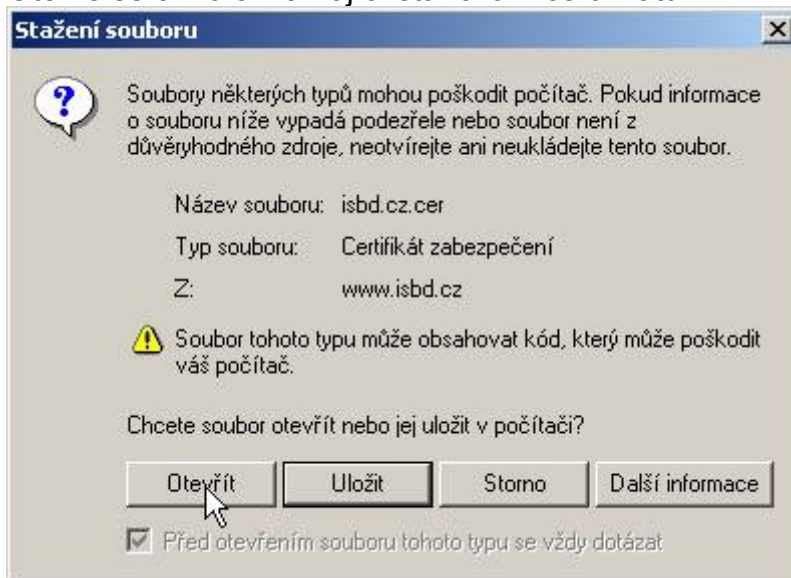 Stažení souboru
Soubory některých typů mohou poškodit počítač. Pokud informace
o souboru níže vypadá podezřele nebo soubor není z
důvěryhodného zdroje, neotvírejte ani neukládejte tento soubor.
Název souboru: isbd.cz.cer
Typ souboru: Certifikát zabezpečení
Z: www.isbd.cz
Soubor tohoto typu může obsahovat kód, který může poškodit
váš počítač.
Chcete soubor otevřít nebo jej uložit v počítači?
Otevřít Uložit Storno Další informace
Před otevřením souboru tohoto typu se vždy dotázat